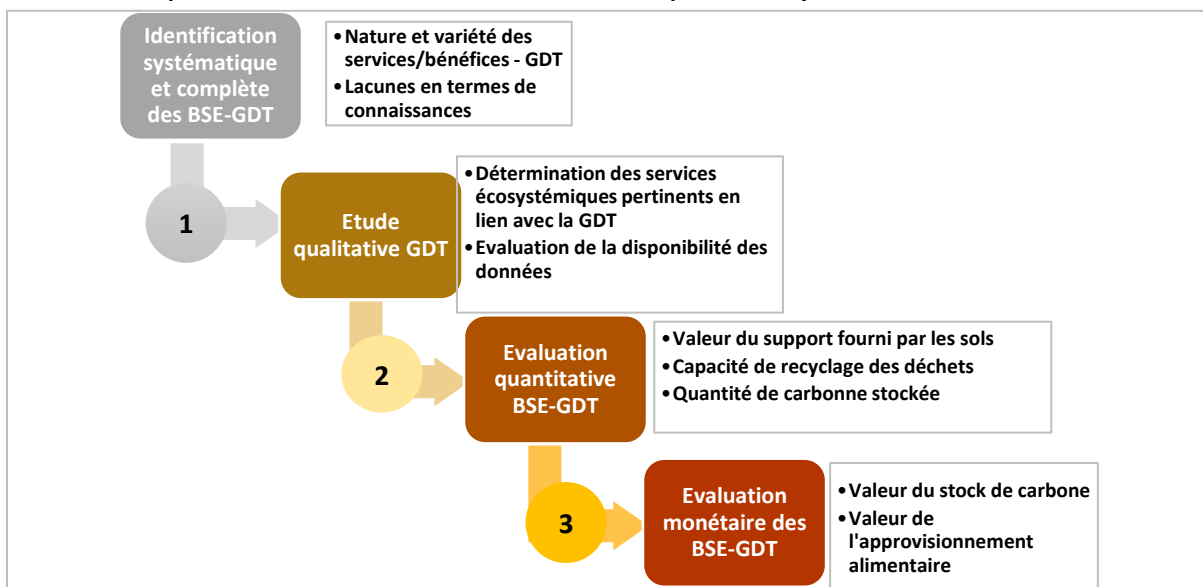 Identification
systématique
et complète
des BSE-GDT
•Nature et variété des
services/bénéfices - GDT
•Lacunes en termes de
connaissances
1
Etude
qualitative GDT
•Détermination des services
écosystémiques pertinents en
lien avec la GDT
•Evaluation de la disponibilité des
données
2
Evaluation
quantitative
BSE-GDT
•Valeur du support fourni par les sols
•Capacité de recyclage des déchets
•Quantité de carbonne stockée
3
Evaluation
monétaire des
BSE-GDT
•Valeur du stock de carbone
•Valeur de
l'approvisionnement
alimentaire